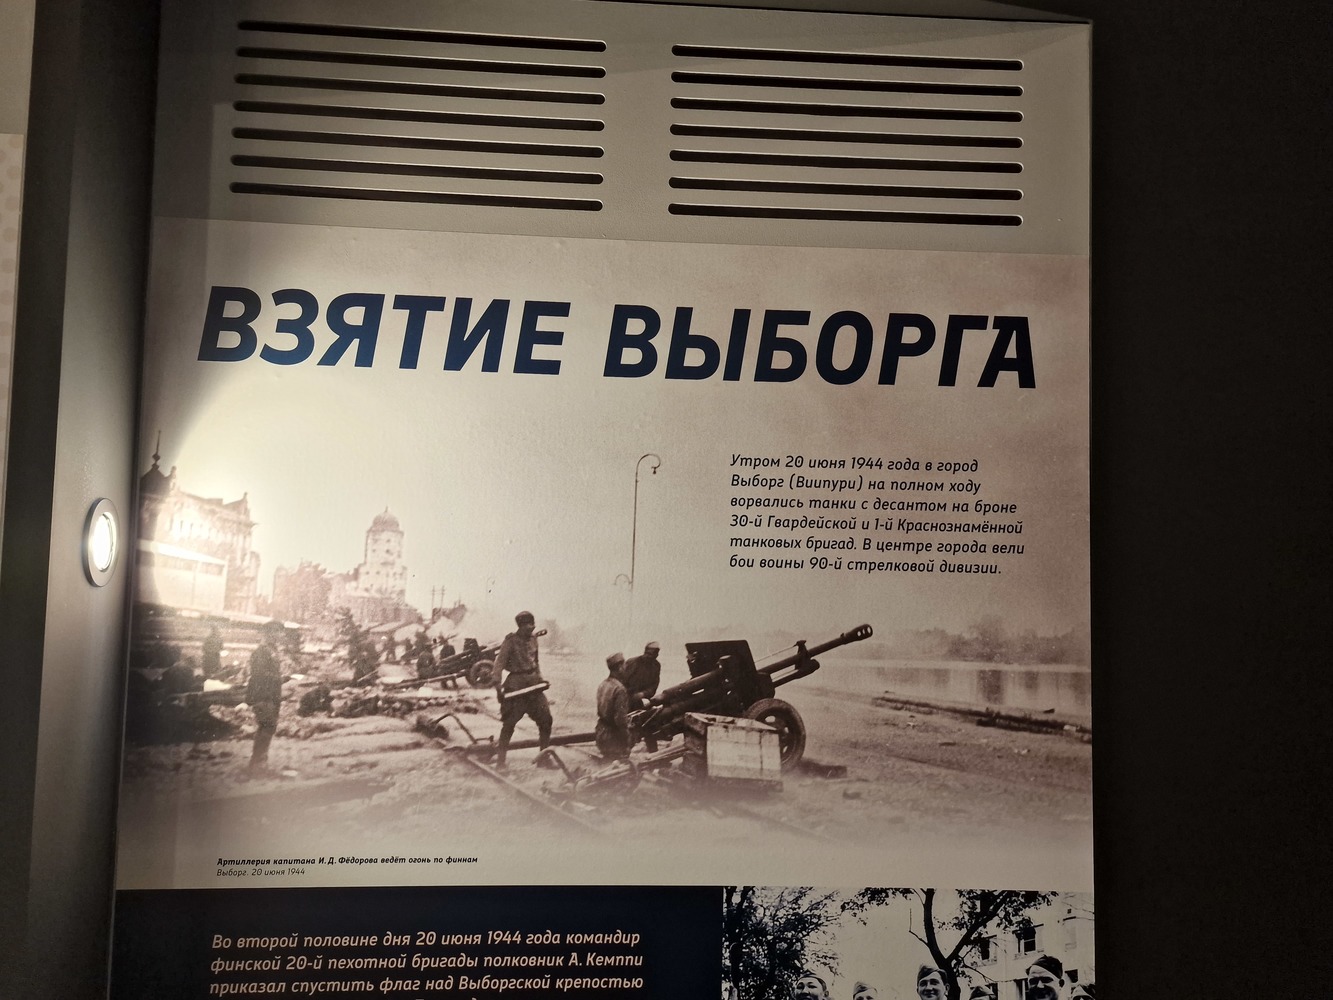 ВЗЯТИЕ ВЫБОРГА
Утром 20 июня 1944 года в город
Выборг (Виипури) на полном ходу
ворвались танки с десантом на броне
30-й Гвардейской и 1-й Краснознамённой
танковых бригад. В центре города вели
бои воины 90-й стрелковой дивизии.
Артиллерия капитана И. Д. Фёдорова ведёт огонь по финнам
Выборг. 20 июня 1944
Во второй половине дня 20 июня 1944 года командир
финской 20-й пехотной бригады полковник А. Кемппи
приказал спустить флаг над Выборгской крепостью